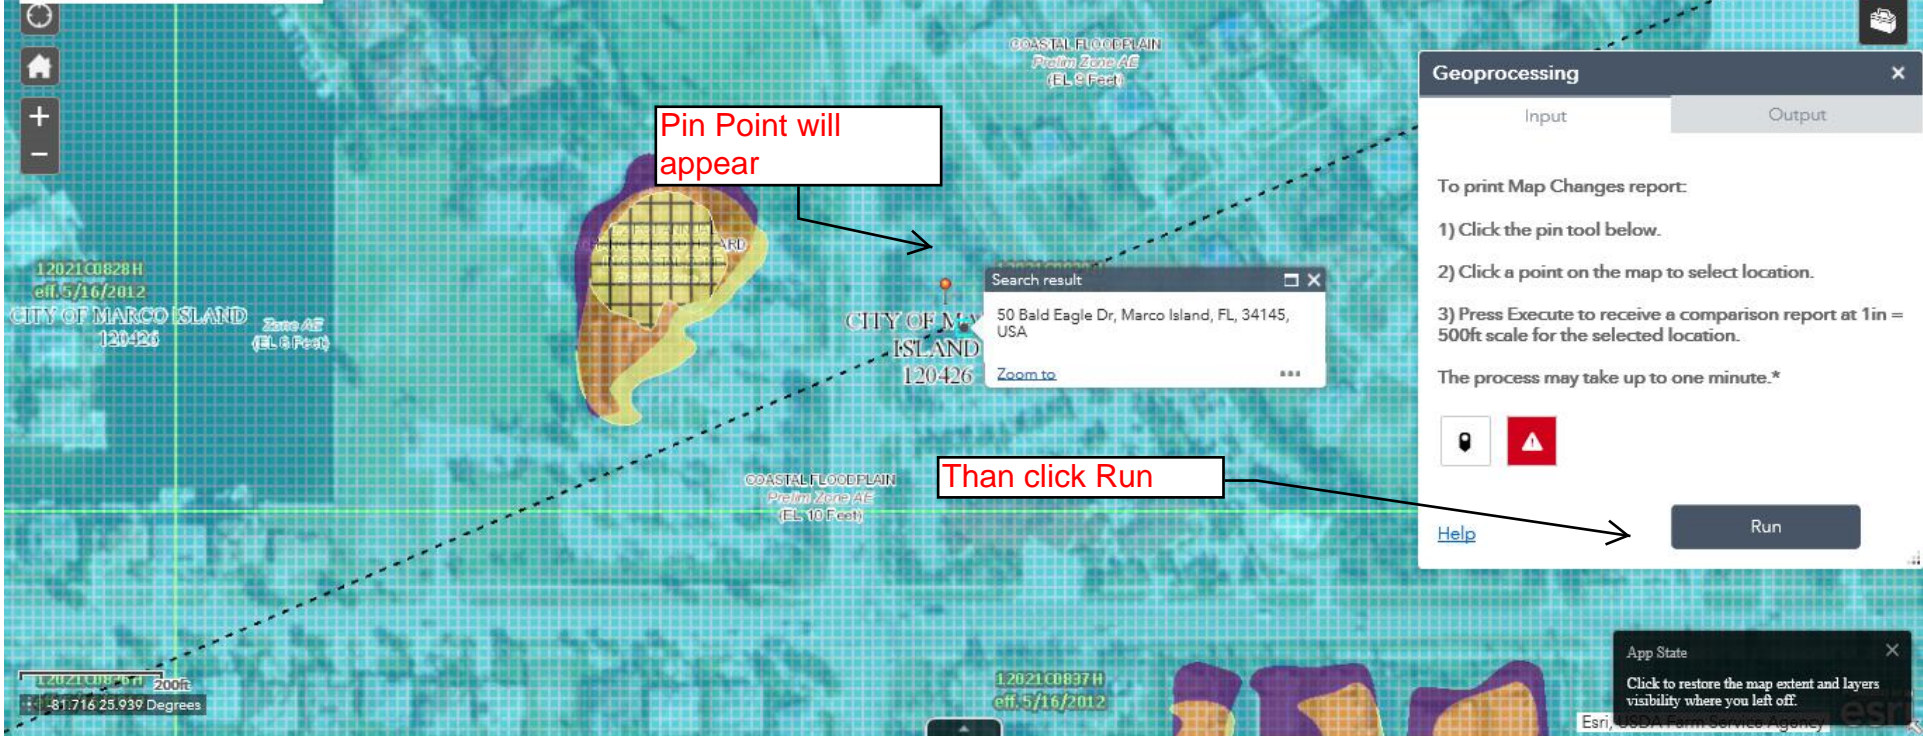 COASTAL FLOODPLAIN
Prelim Zone AE
(EL 9 Feet)
Pin Point will
appear
ARD
12021C0828H
eff. 5/16/2012
CITY OF MARCO ISLAND
120426
Zone AE
(EL 8 Feet)
CITY OF
ISLAND
120426
Search result
50 Bald Eagle Dr, Marco Island, FL, 34145,
USA
Zoom to
COASTAL FLOODPLAIN
Prelim Zone AE
(EL 10 Feet)
Than click Run
Geoprocessing
Input
Output
To print Map Changes report:
1) Click the pin tool below.
2) Click a point on the map to select location.
3) Press Execute to receive a comparison report at 1in =
500ft scale for the selected location.
The process may take up to one minute.*
Help
Run
200ft
-81.716 25.939 Degrees
12021C0837H
eff. 5/16/2012
App State
Click to restore the map extent and layers
visibility where you left off.
Esri, USDA Farm Service Agency
esri